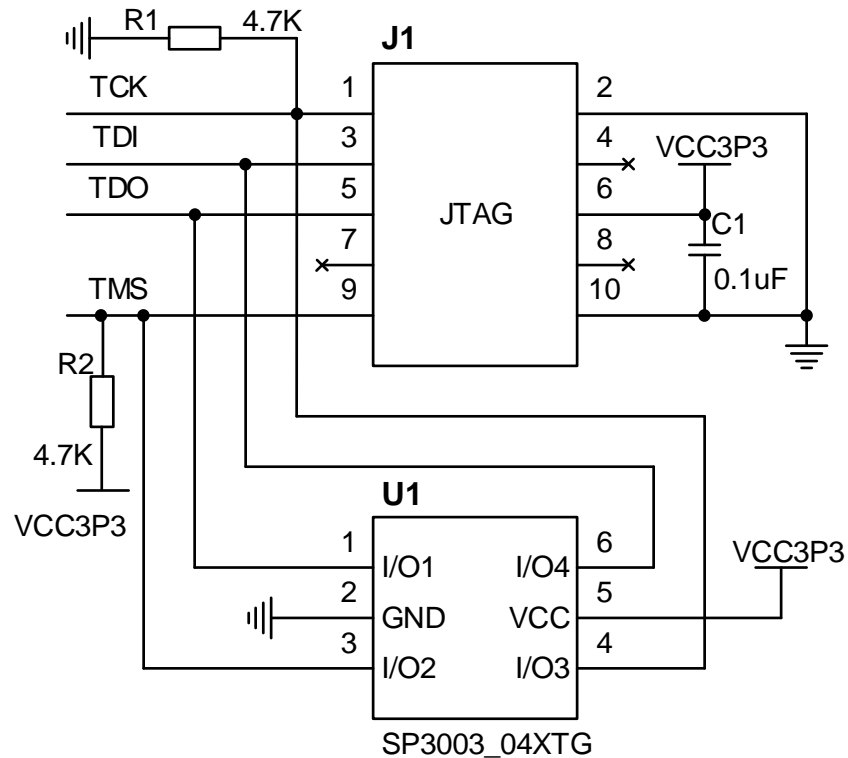 R1 4.7K
J1
TCK 1 2
TDI 3 4 VCC3P3
TDO 5 6
JTAG
C1
7 8
0.1uF
TMS 9 10
R2
4.7K
VCC3P3
U1
1 I/O1 I/O4 6
VCC3P3
2 GND VCC 5
3 I/O2 I/O3 4
SP3003_04XTG